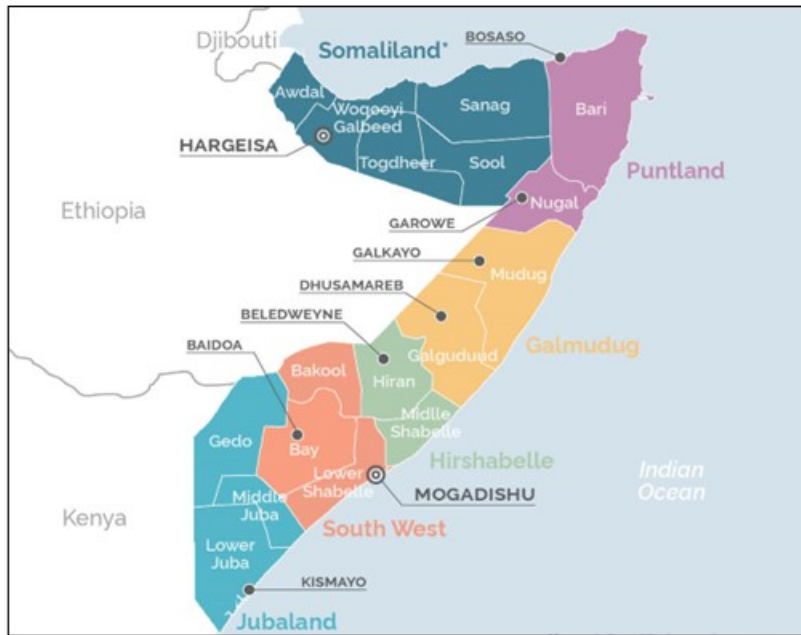 Djibouti
Somaliland*
BOSASO
Awdal
Woqooyi
Galbeed
Sanag
Bari
HARGEISA
Togdheer
Sool
Puntland
Ethiopia
Nugal
GAROWE
GALKAYO
Mudug
DHUSAMAREB
BELEDWEYNE
Galguduud
Galmudug
BAIDOA
Bakool
Hiran
Midlle
Shabelle
Gedo
Bay
Hirshabelle
Lower
Shabelle
Indian
Ocean
MOGADISHU
Middle
Juba
Kenya
South West
Lower
Juba
KISMAYO
Jubaland